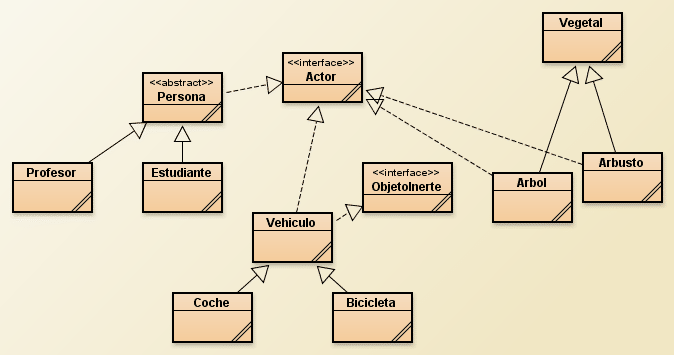 Vegetal
<<interface>>
Actor
<<abstract>>
Persona
Profesor
Estudiante
<<interface>>
ObjetoInerte
Arbol
Arbusto
Vehiculo
Coche
Bicicleta